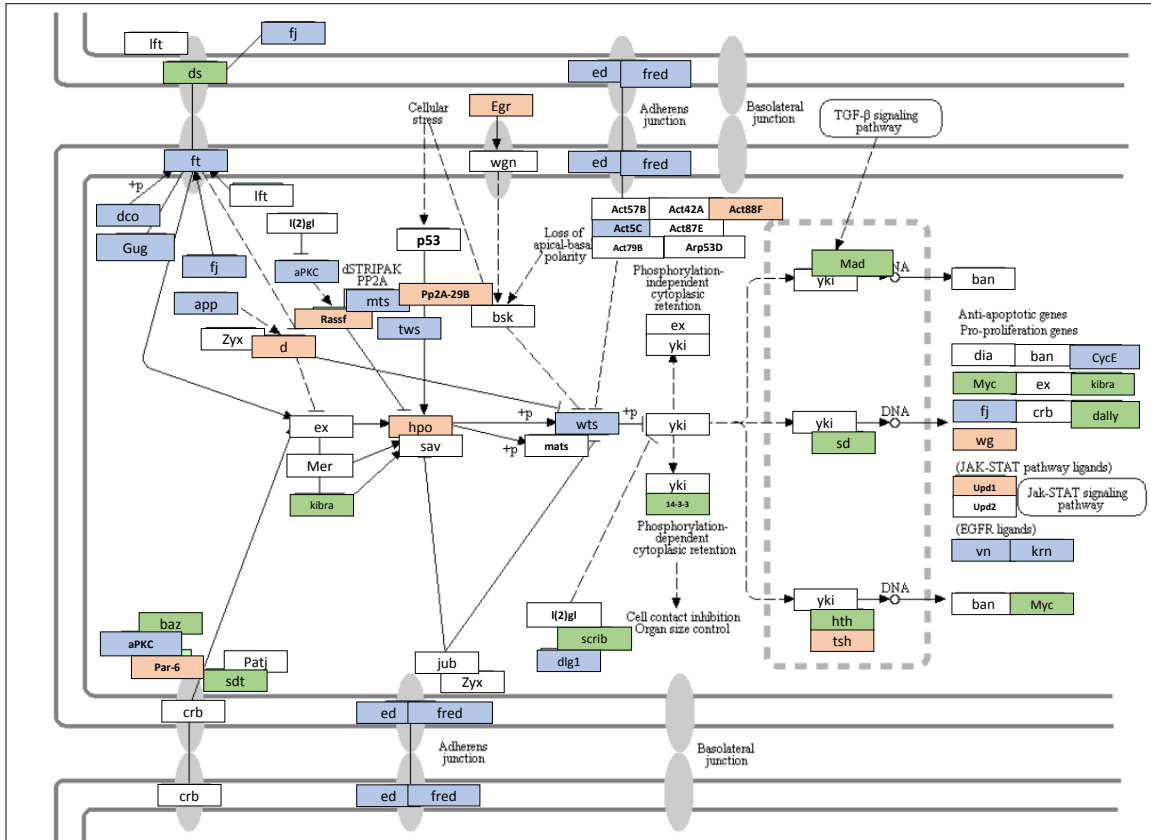 lft
fj
ds
ed
fred
Adherens
junction
Basolateral
junction
TGF-β signaling
pathway
Cellular
stress
Egr
wgn
ft
ed
fred
+p
lft
dco
Gug
fj
l(2)gl
aPKC
dSTRIPAK
PP2A
p53
Loss of
apical-basal
polarity
Act57B
Act42A
Act88F
Act5C
Act87E
Act79B
Arp53D
Phosphorylation-
independent
cytoplasmic
retention
app
Zyx
d
Rassf
mts
Pp2A-29B
tws
bsk
ex
yki
Mad
yki
NA
ban
Anti-apoptotic genes
Pro-proliferation genes
dia
ban
CycE
Myc
ex
kibra
fj
crb
dally
wg
(JAK-STAT pathway ligands)
Upd1
Upd2
Jak-STAT signaling
pathway
(EGFR ligands)
vn
krn
ex
Mer
kibra
hpo
sav
+p
+p
wts
mats
+p
yki
yki
sd
DNA
yki
14-3-3
Phosphorylation-
dependent
cytoplasmic retention
Cell contact inhibition
Organ size control
yki
hth
tsh
DNA
ban
Myc
l(2)gl
scrib
dlg1
baz
aPKC
Par-6
Patj
sdt
jub
Zyx
crb
ed
fred
Adherens
junction
Basolateral
junction
crb
ed
fred